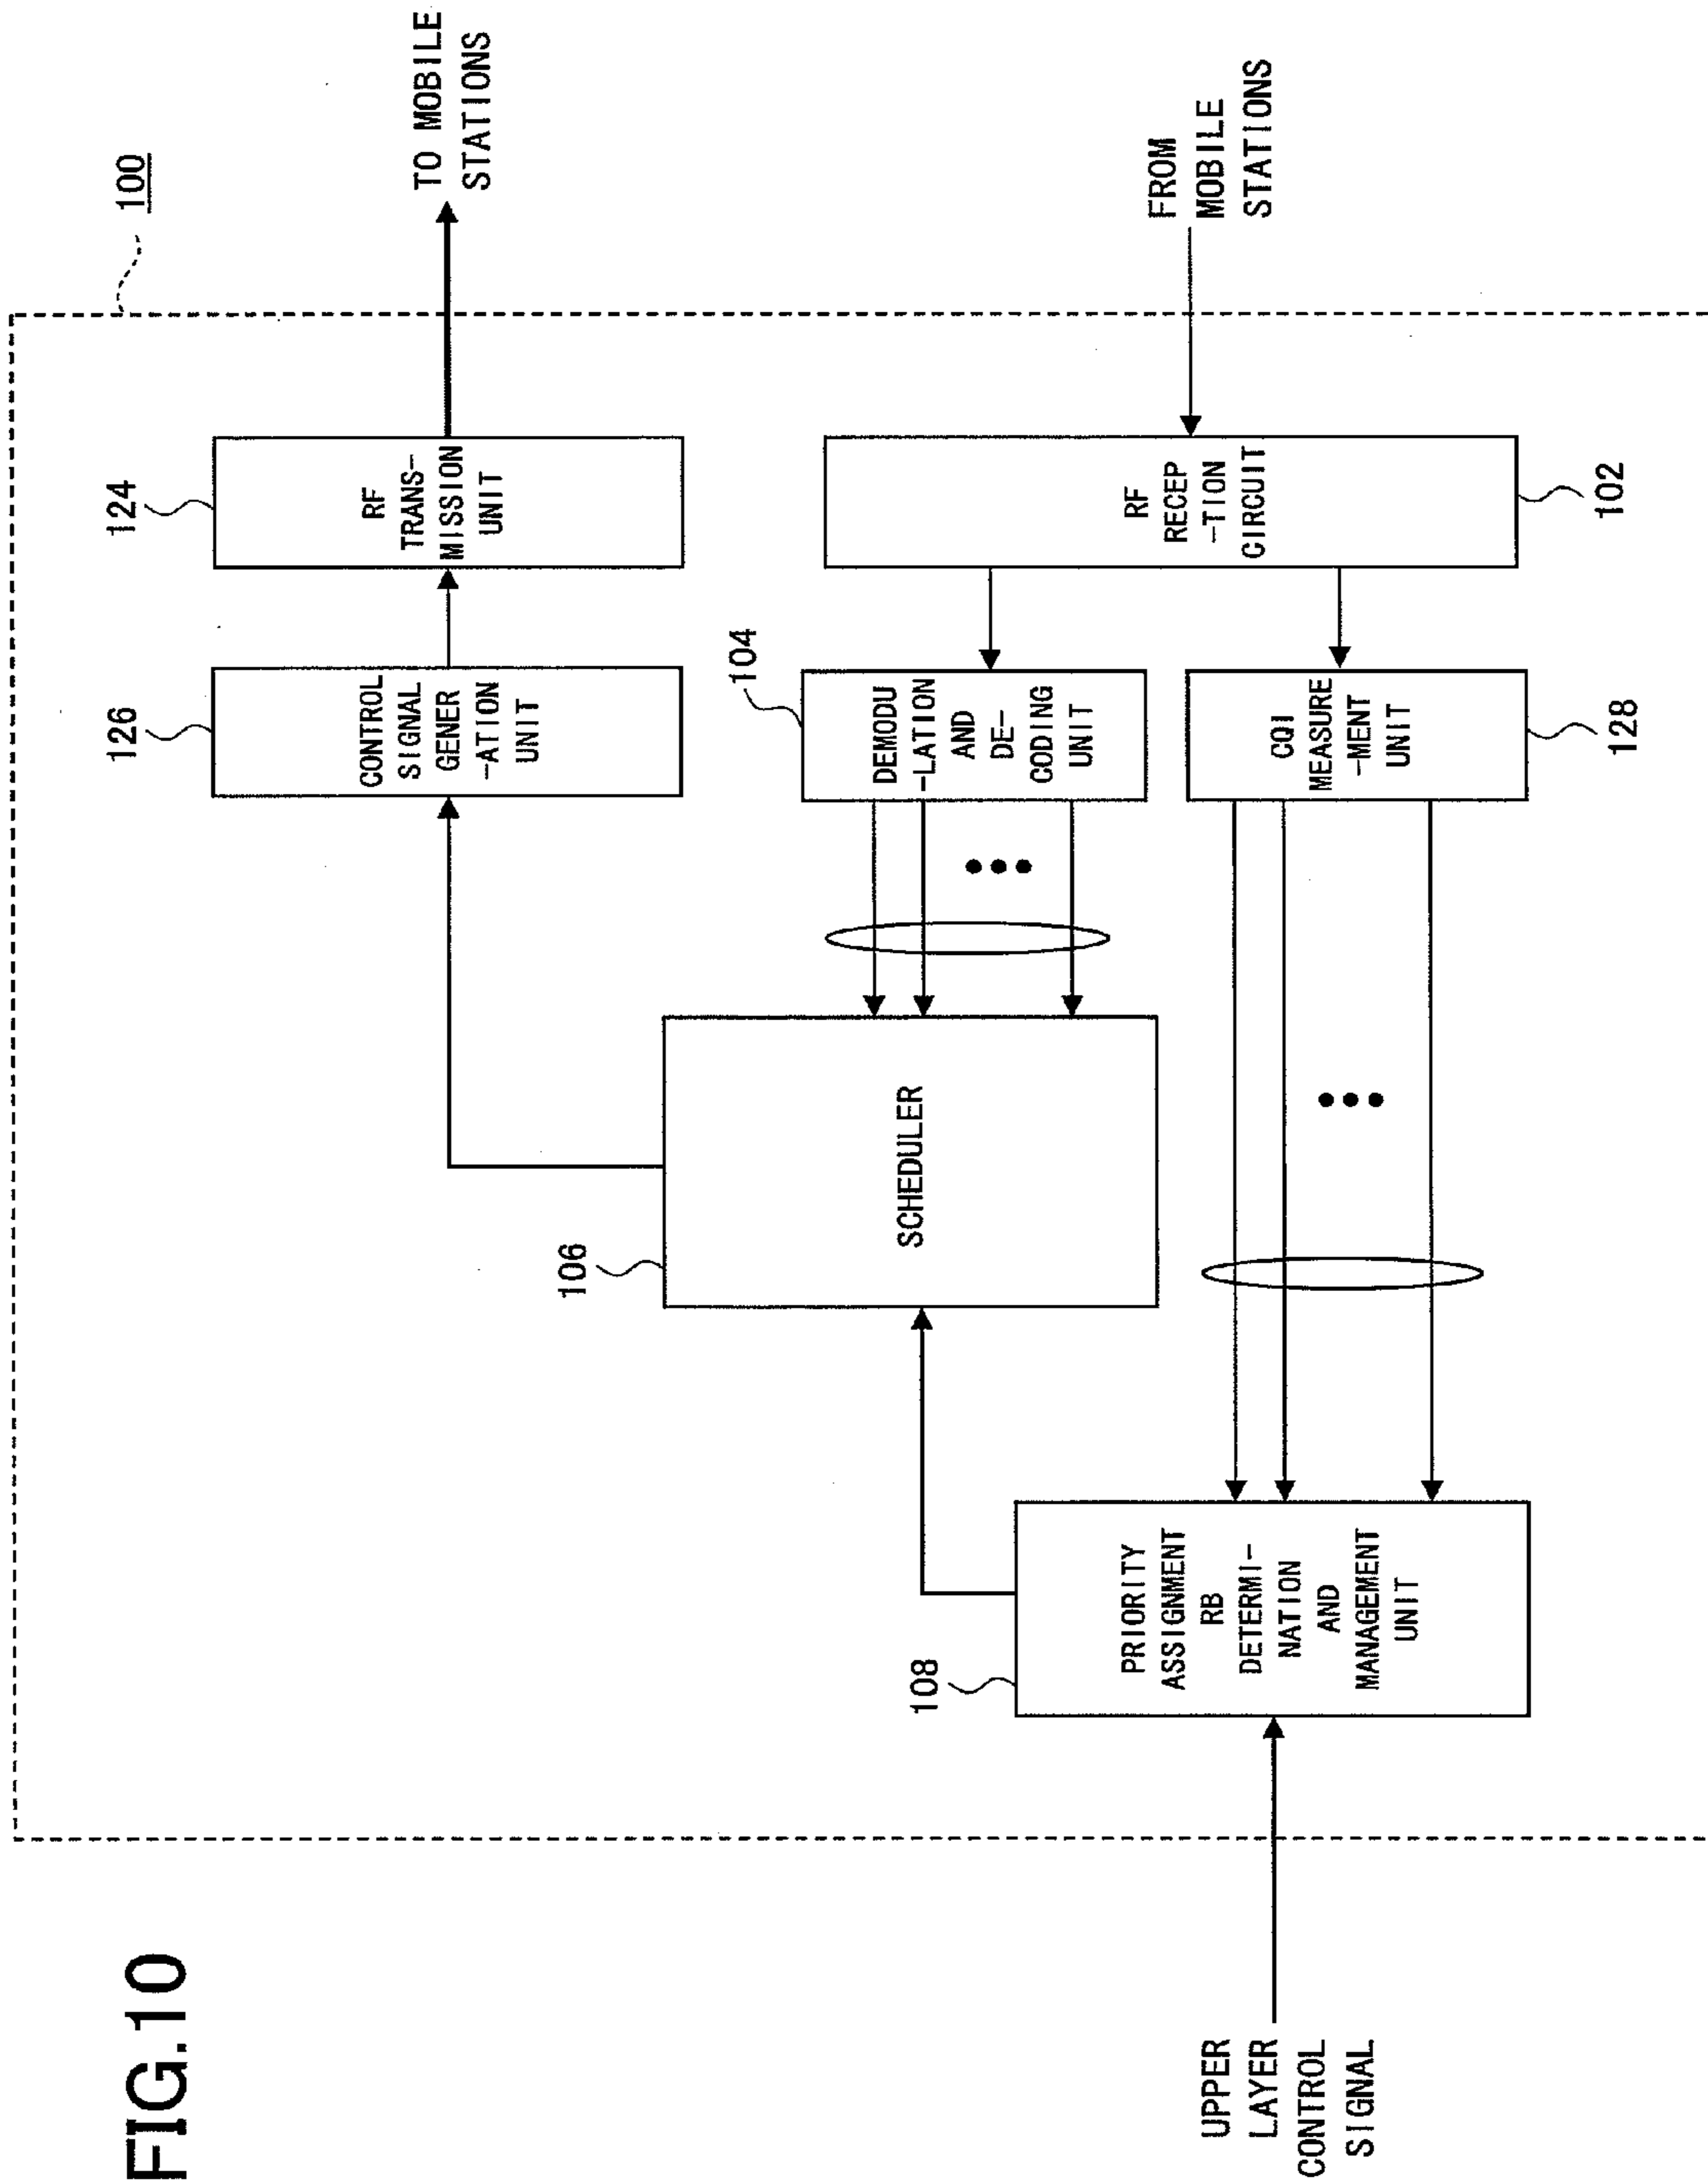 FIG.10
100
124
RF
TRANS-
MISSION
UNIT
TO MOBILE
STATIONS
126
CONTROL
SIGNAL
GENER
-ATION
UNIT
104
DEMODU
-LATION
AND
DE-
CODING
UNIT
RF
RECEP
-TION
CIRCUIT
102
FROM
MOBILE
STATIONS
106
SCHEDULER
CQI
MEASURE
-MENT
UNIT
128
108
PRIORITY
ASSIGNMENT
RB
DETERMI-
NATION
AND
MANAGEMENT
UNIT
UPPER
LAYER
CONTROL
SIGNAL